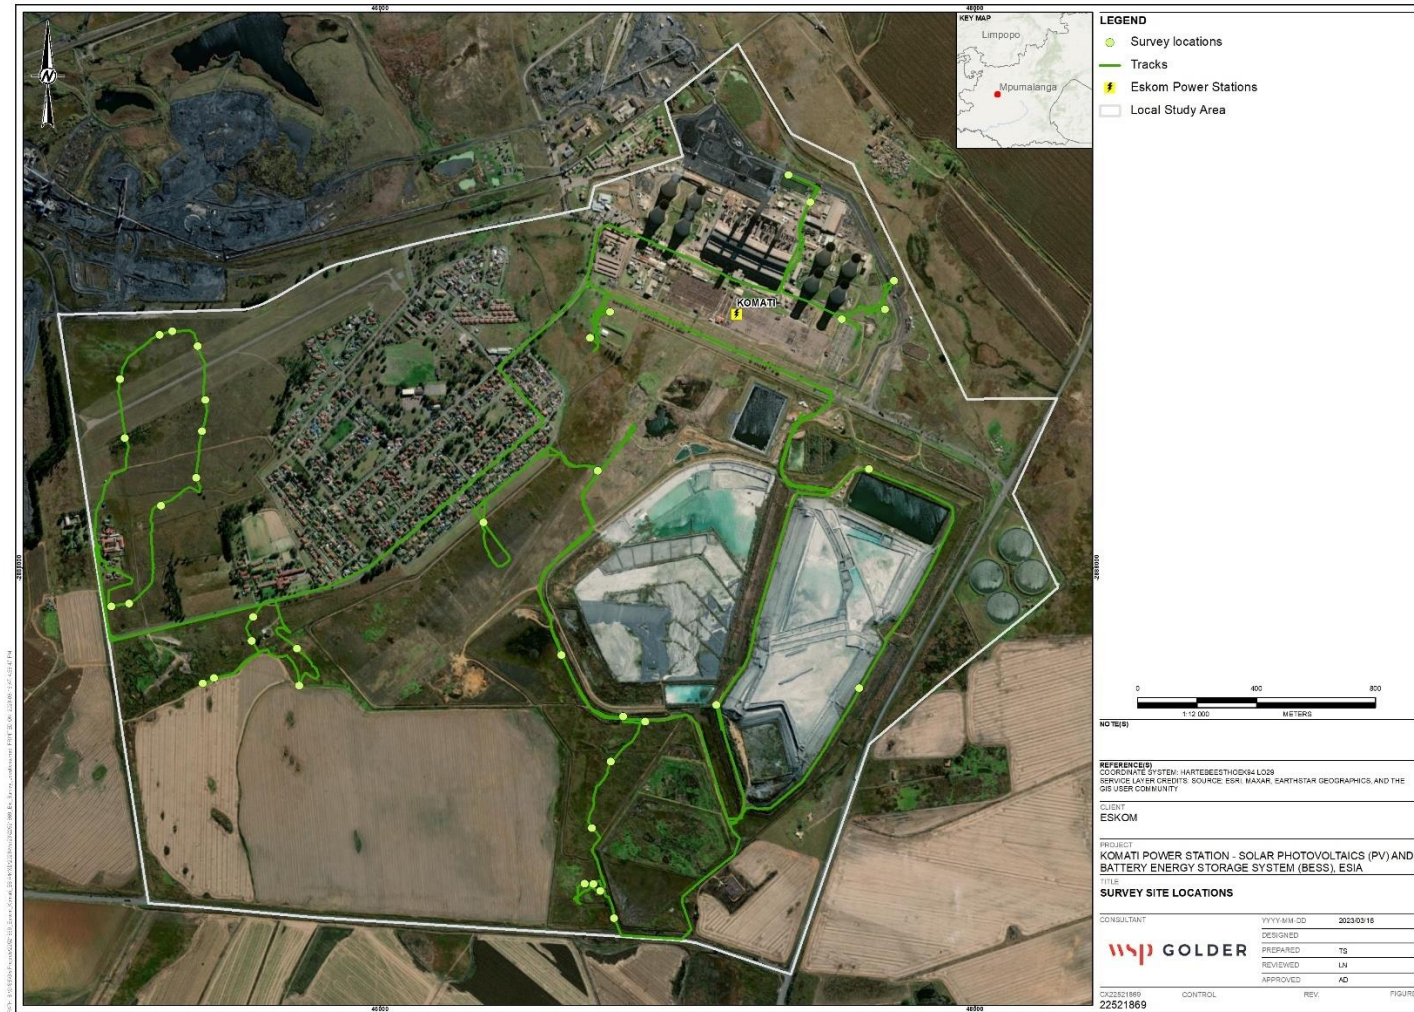 46000
48000
KEY MAP
Limpopo
Mpumalanga
N
KOMATI
LEGEND
Survey locations
Tracks
Eskom Power Stations
Local Study Area
0 400 800
1:12 000 METERS
NOTE(S)
REFERENCE(S)
COORDINATE SYSTEM: HARTEBEESTHOEK94 LO29
SERVICE LAYER CREDITS: SOURCE: ESRI, MAXAR, EARTHSTAR GEOGRAPHICS, AND THE
GIS USER COMMUNITY
CLIENT
ESKOM
PROJECT
KOMATI POWER STATION - SOLAR PHOTOVOLTAICS (PV) AND
BATTERY ENERGY STORAGE SYSTEM (BESS), ESIA
TITLE
SURVEY SITE LOCATIONS
CONSULTANT
wsp GOLDER
YYYY-MM-DD 2023/03/16
DESIGNED
PREPARED TS
REVIEWED LN
APPROVED AD
CONTROL REV. FIGURE
22521869
46000
48000